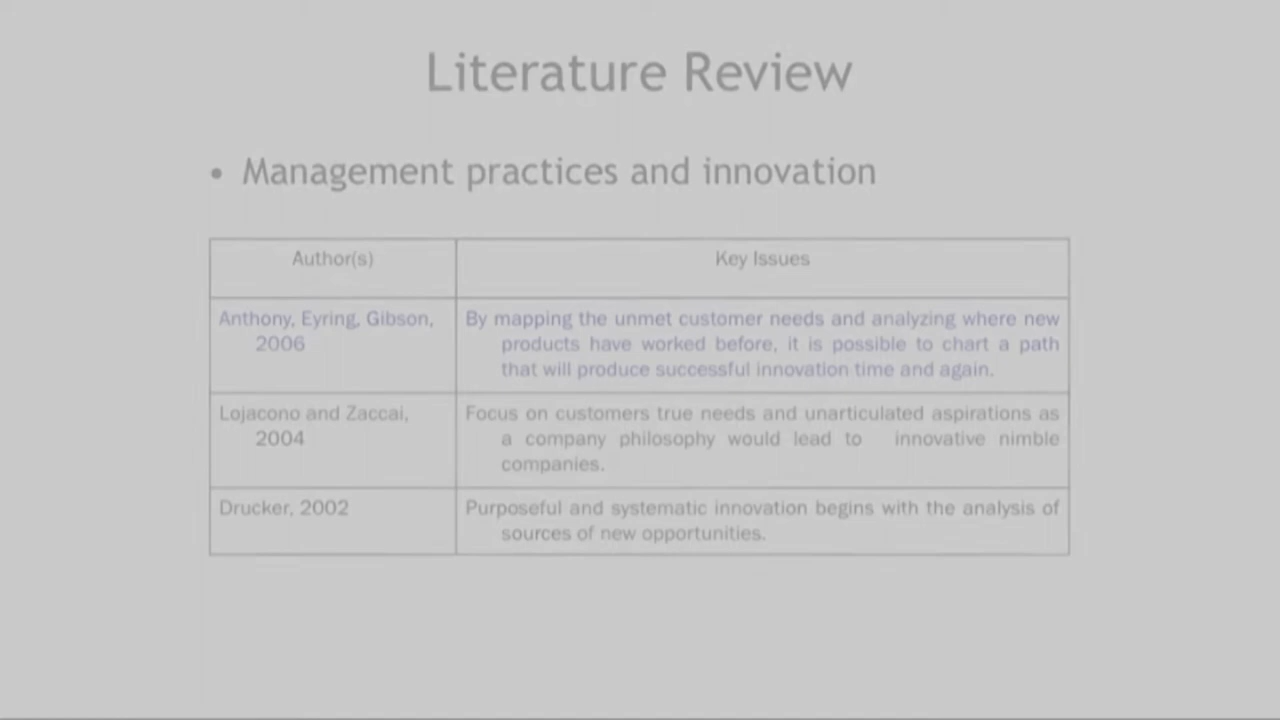 Literature Review
• Management practices and innovation
Author(s)
Key Issues
Anthony, Eyring, Gibson,
2006
By mapping the unmet customer needs and analyzing where new
products have worked before, it is possible to chart a path
that will produce successful innovation time and again.
Lojacono and Zaccai,
2004
Focus on customers true needs and unarticulated aspirations as
a company philosophy would lead to innovative nimble
companies.
Drucker, 2002
Purposeful and systematic innovation begins with the analysis of
sources of new opportunities.